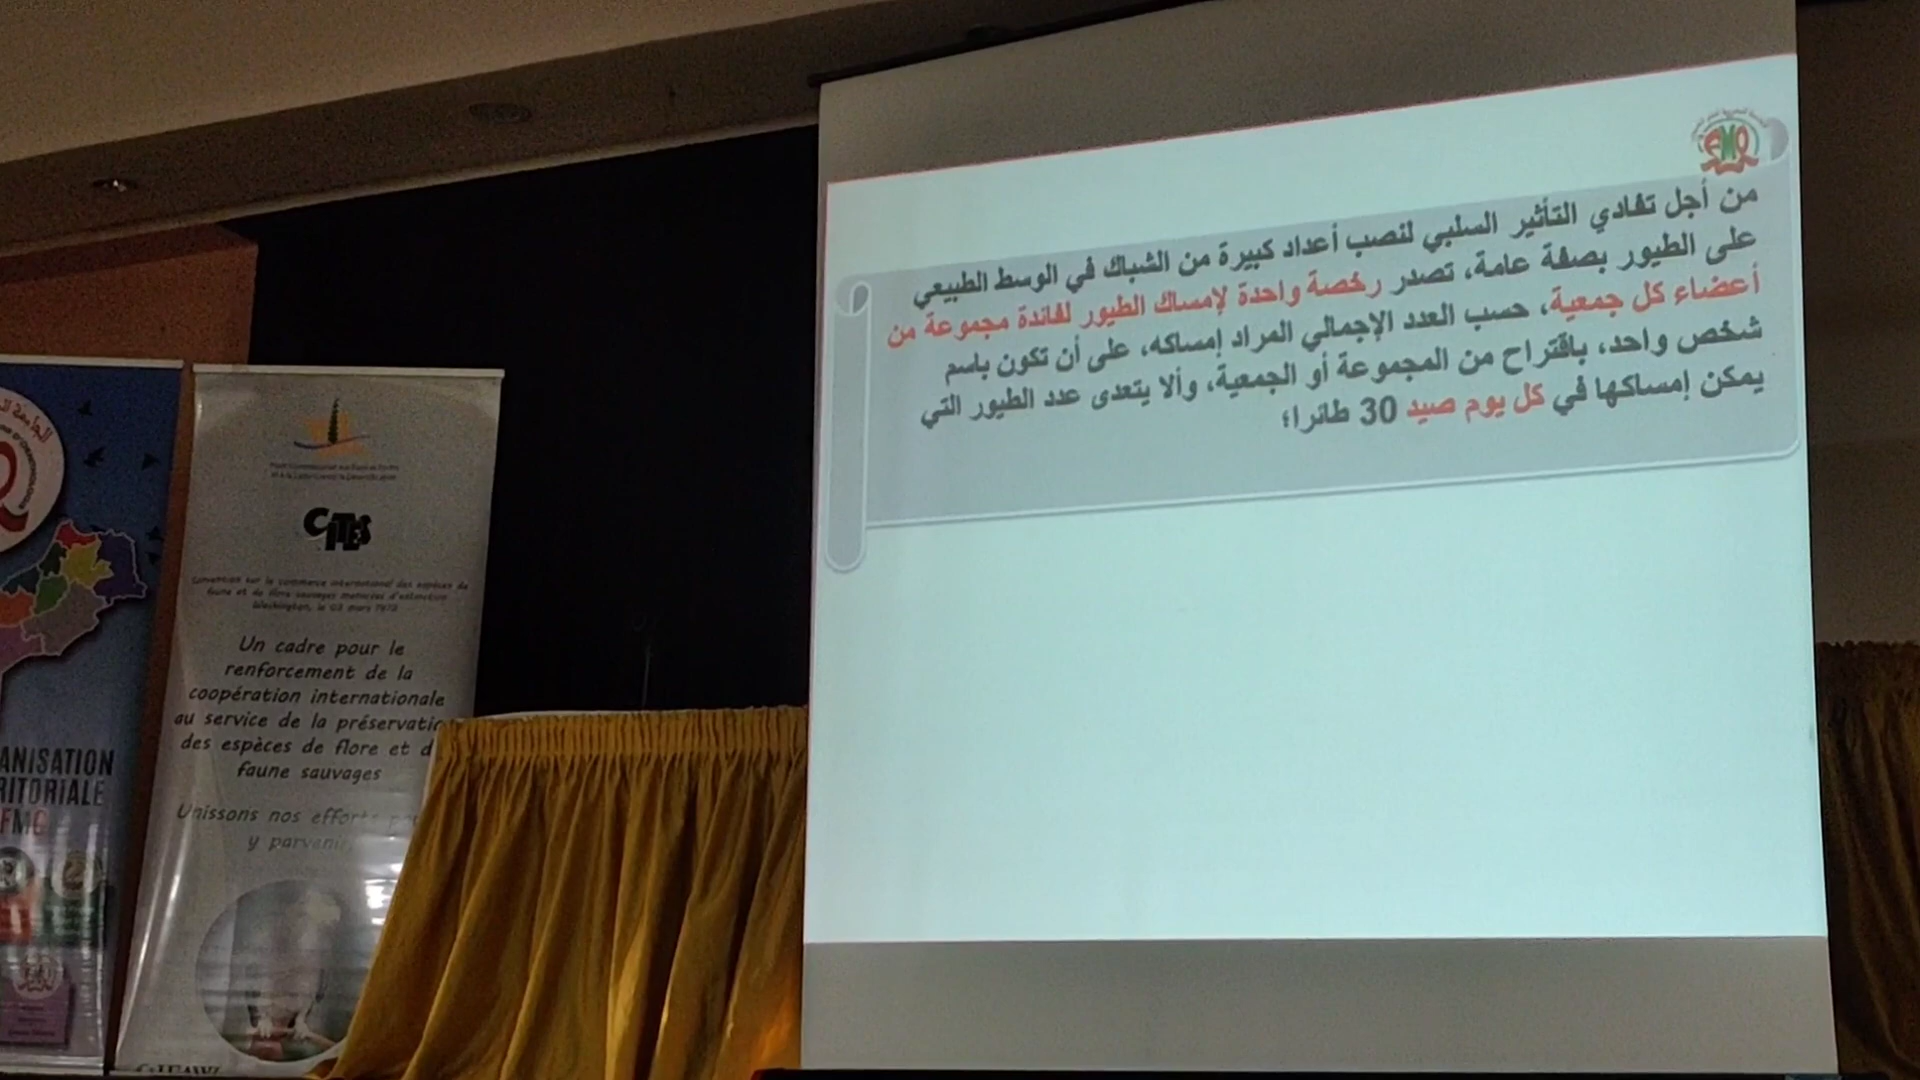 من أجل تفادي التأثير السلبي لنصب أعداد كبيرة من الشباك في الوسط الطبيعي
على الطيور بصفة عامة، تصدر رخصة واحدة لإمساك الطيور لفائدة مجموعة من
أعضاء كل جمعية، حسب العدد الإجمالي المراد إمساكه، على أن تكون باسم
شخص واحد، باقتراح من المجموعة أو الجمعية، وألا يتعدى عدد الطيور التي
يمكن إمساكها في كل يوم صيد 30 طائرا؛
CITES
Convention sur le commerce international des espèces de
faune et de flore sauvages menacées d'extinction
Washington, le 03 mars 1973
Un cadre pour le
renforcement de la
coopération internationale
au service de la préservatio
des espèces de flore et d
faune sauvages
Unissons nos efforts
y parvenir
ANISATION
RITORIALE
FMO